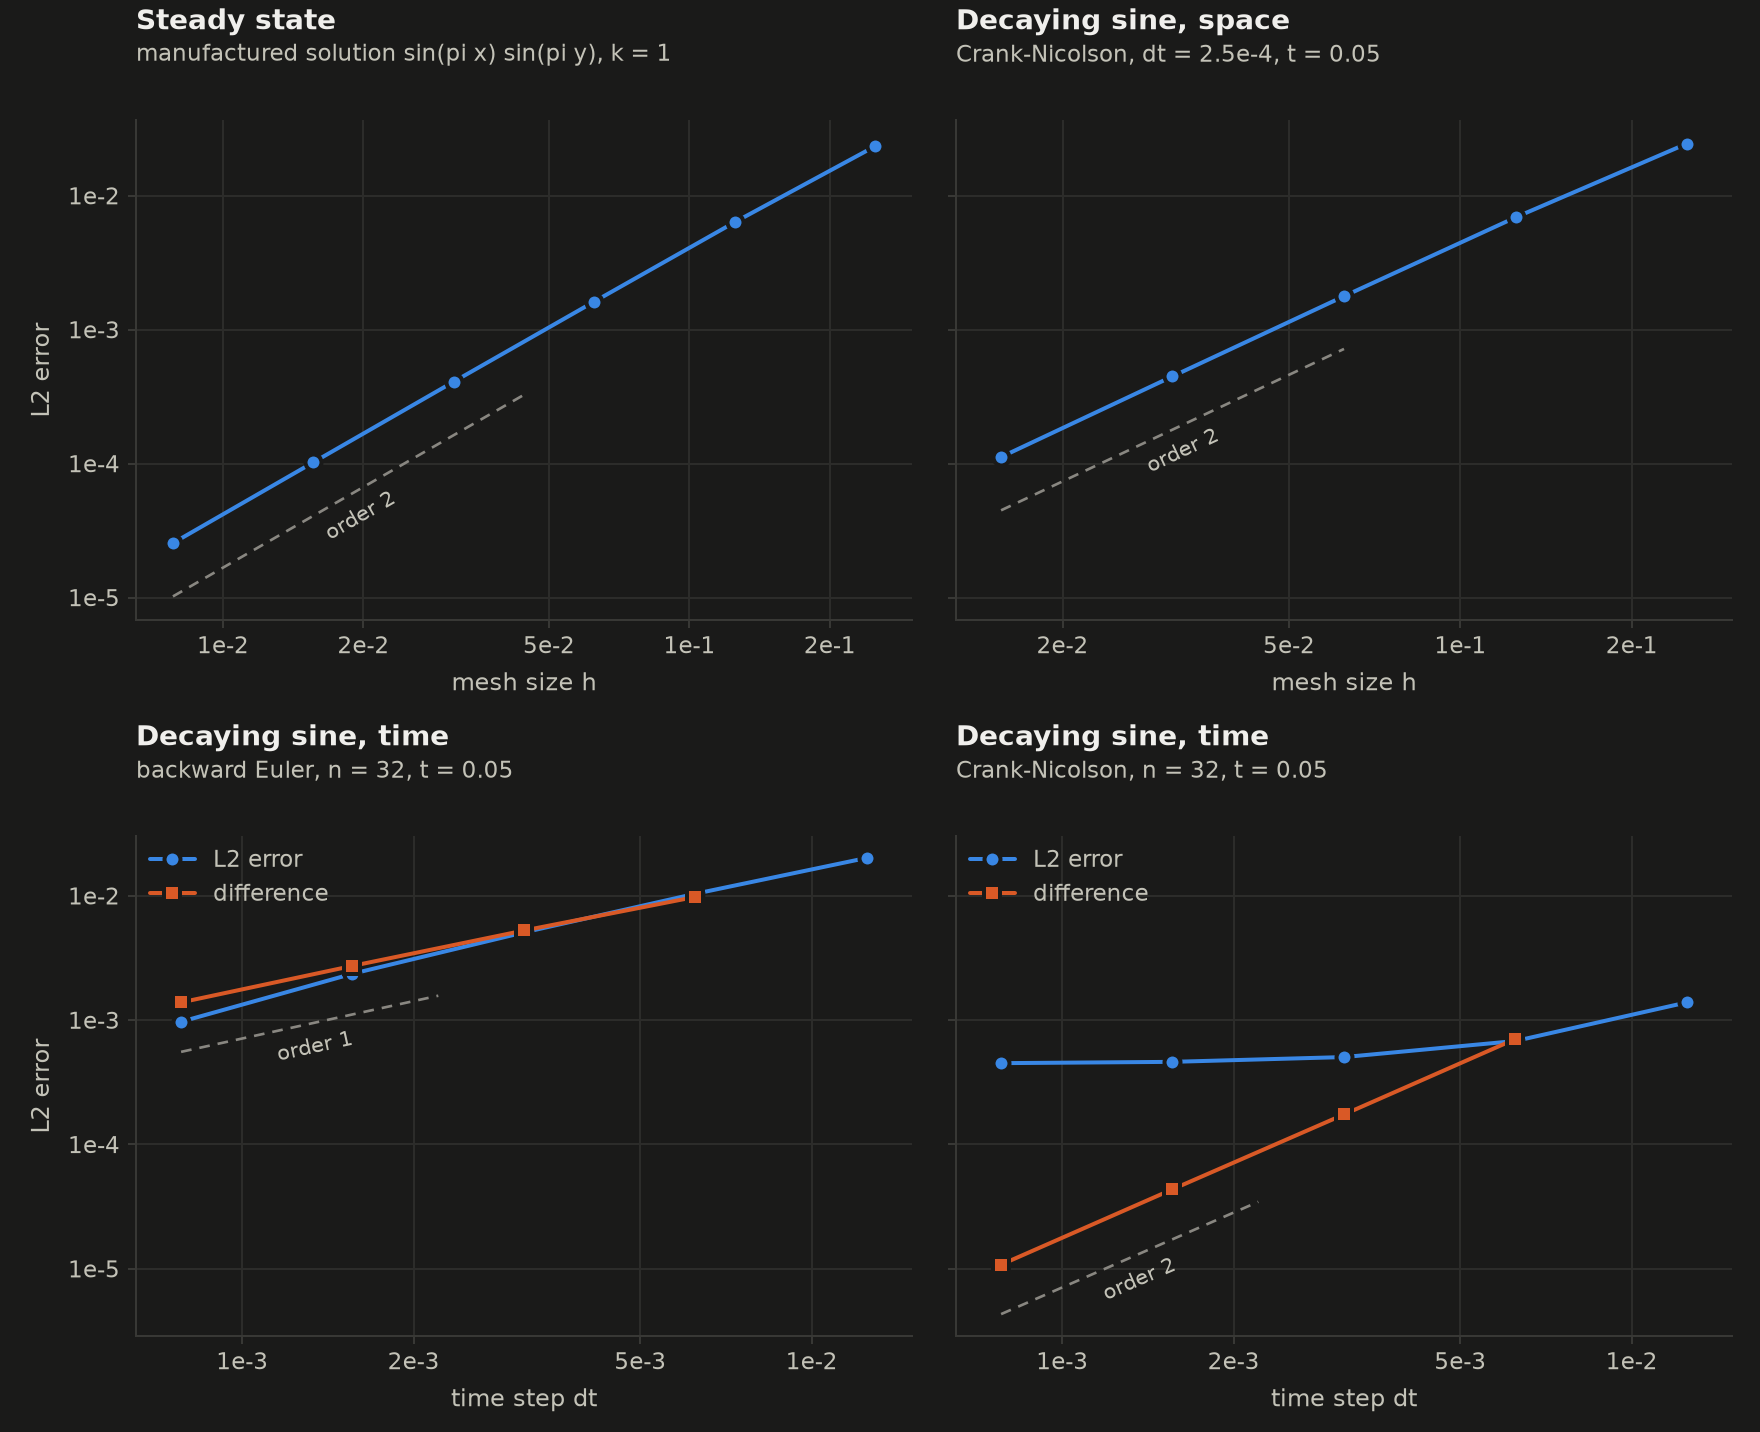 Steady state
manufactured solution sin(pi x) sin(pi y), k = 1
L2 error
1e-2
1e-3
1e-4
1e-5
order 2
1e-2 2e-2 5e-2 1e-1 2e-1
mesh size h
Decaying sine, space
Crank-Nicolson, dt = 2.5e-4, t = 0.05
order 2
2e-2 5e-2 1e-1 2e-1
mesh size h
Decaying sine, time
backward Euler, n = 32, t = 0.05
L2 error
difference
L2 error
1e-2
1e-3
1e-4
1e-5
order 1
1e-3 2e-3 5e-3 1e-2
time step dt
Decaying sine, time
Crank-Nicolson, n = 32, t = 0.05
L2 error
difference
order 2
1e-3 2e-3 5e-3 1e-2
time step dt